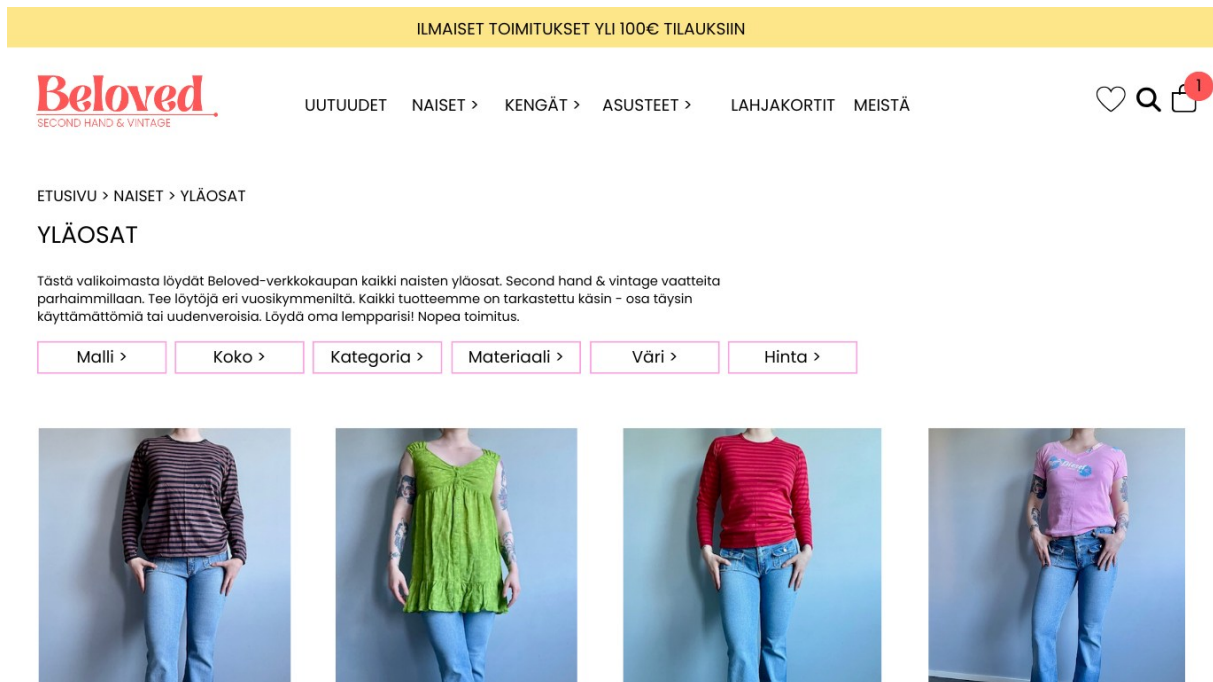 ILMAISET TOIMITUKSET YLI 100€ TILAUKSIIN
Beloved
SECOND HAND & VINTAGE
UUTUUDET NAISET > KENGÄT > ASUSTEET > LAHJAKORTIT MEISTÄ
1
ETUSIVU > NAISET > YLÄOSAT
YLÄOSAT
Tästä valikoimasta löydät Beloved-verkkokaupan kaikki naisten yläosat. Second hand & vintage vaatteita
parhaimmillaan. Tee löytöjä eri vuosikymmeniltä. Kaikki tuotteemme on tarkastettu käsin - osa täysin
käyttämättömiä tai uudenveroisia. Löydä oma lempparisi! Nopea toimitus.
Malli > Koko > Kategoria > Materiaali > Väri > Hinta >